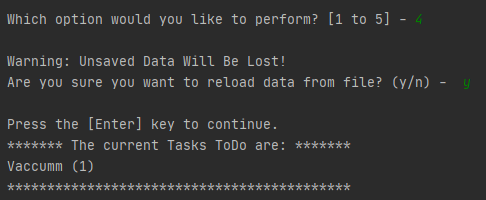 Which option would you like to perform? [1 to 5] - 4
Warning: Unsaved Data Will Be Lost!
Are you sure you want to reload data from file? (y/n) -  y
Press the [Enter] key to continue.
******* The current Tasks ToDo are: *******
Vaccumm (1)
*******************************************